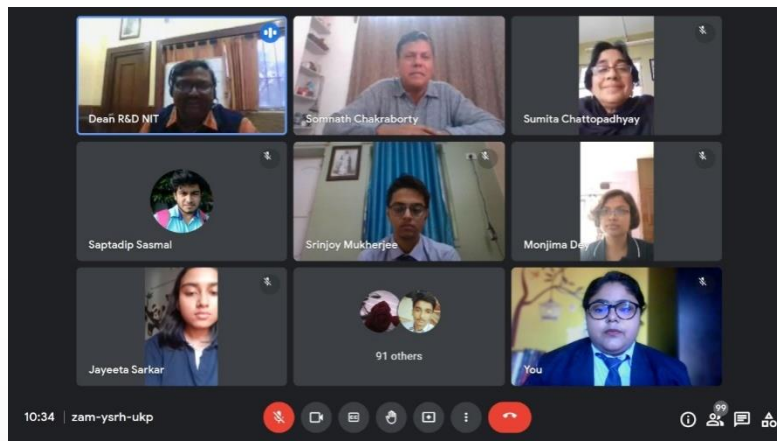 Dean R&D NIT
Somnath Chakraborty
Sumita Chattopadhyay
Saptadip Sasmal
Srinjoy Mukherjee
Monjima Dey
Jayeeta Sarkar
91 others
You
10:34 | zam-ysrh-ukp
99